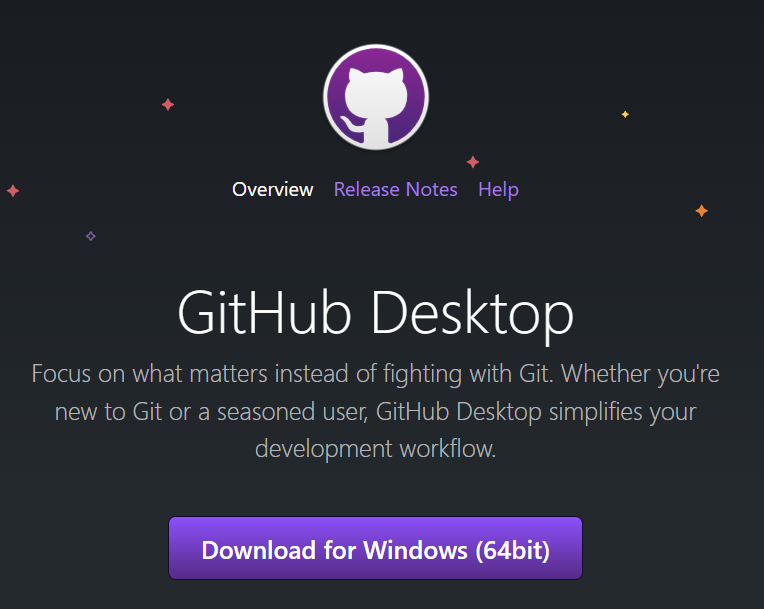 Overview Release Notes Help
GitHub Desktop
Focus on what matters instead of fighting with Git. Whether you're
new to Git or a seasoned user, GitHub Desktop simplifies your
development workflow.
Download for Windows (64bit)